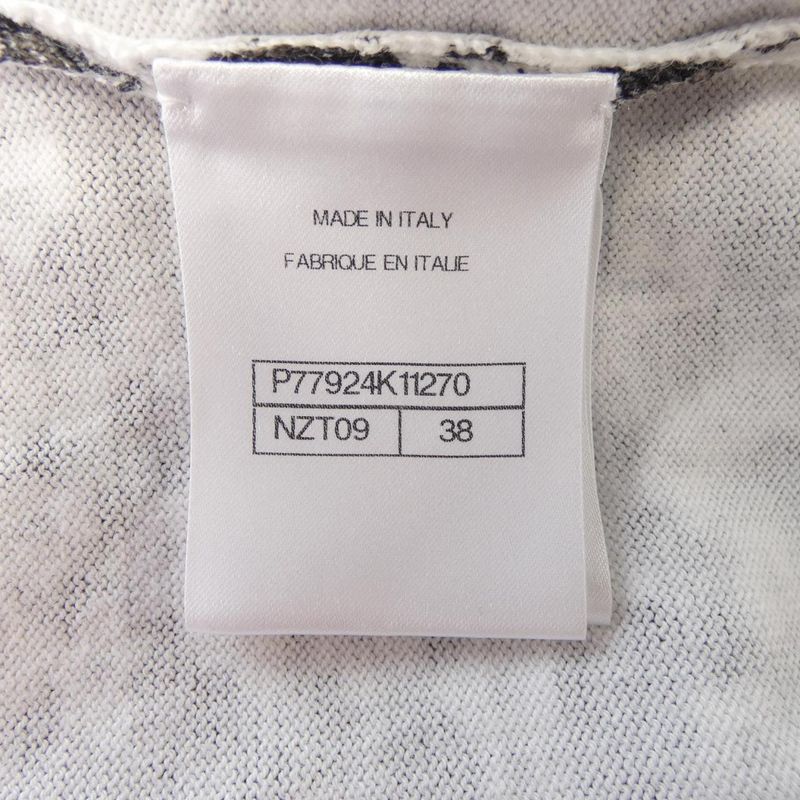 MADE IN ITALY
FABRIQUE EN ITALIE
P77924K11270
NZT09 38